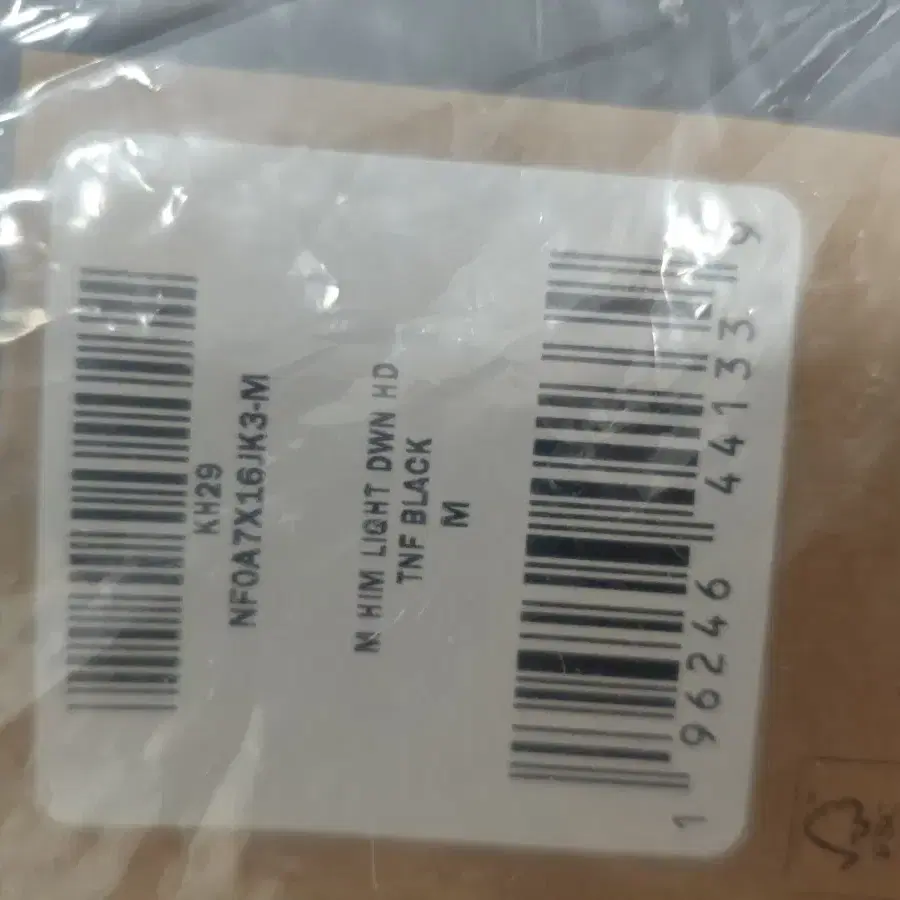 KH29
NF0A7X16JK3-M
M HIM LIGHT DWN HD
TNF BLACK
M
1 96246 44133 9